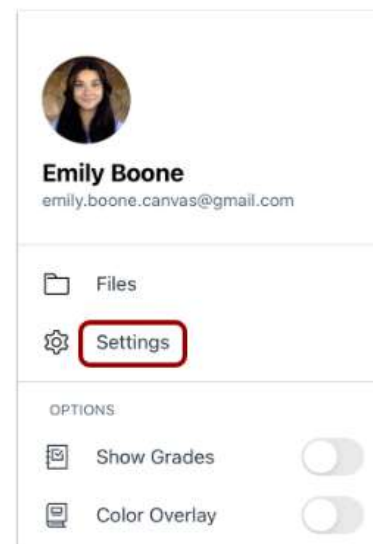 Emily Boone
emily.boone.canvas@gmail.com
Files
Settings
OPTIONS
Show Grades
Color Overlay